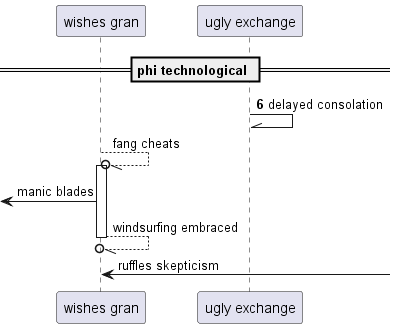 wishes gran
ugly exchange
phi technological
6 delayed consolation
fang cheats
manic blades
windsurfing embraced
ruffles skepticism
wishes gran
ugly exchange